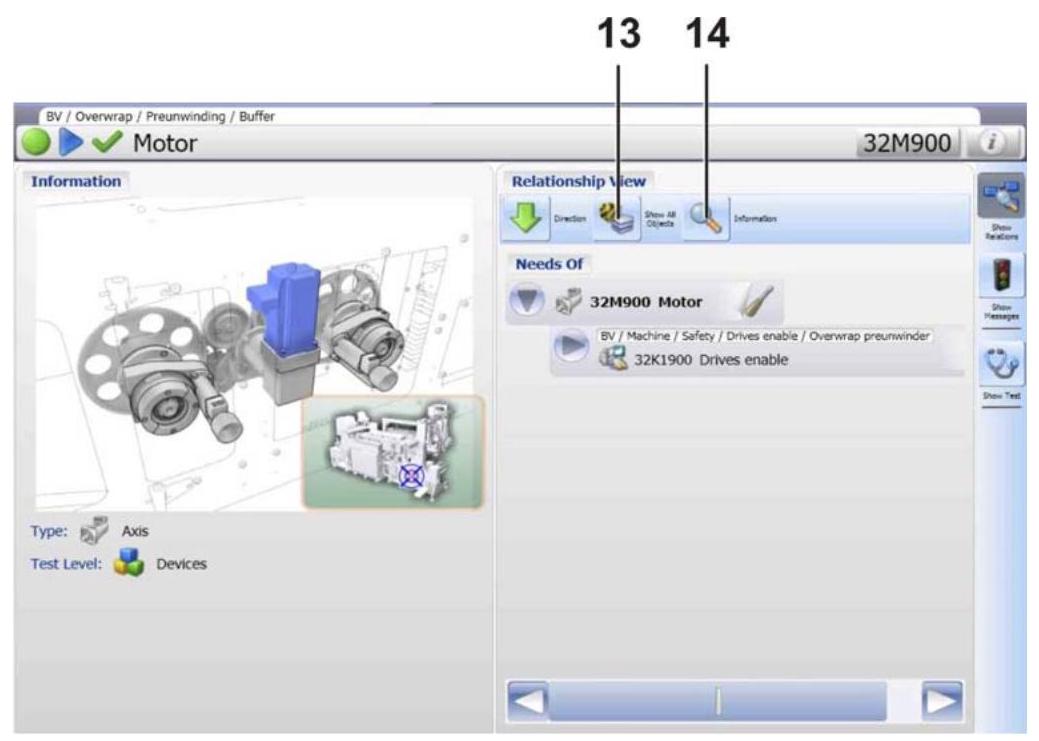 13 14
BV / Overwrap / Preunwinding / Buffer
Motor
32M900
i
Information
Type: Axis
Test Level: Devices
Relationship View
Direction
Show All
Objects
Information
Needs Of
32M900 Motor
BV / Machine / Safety / Drives enable / Overwrap preunwinder
32K1900 Drives enable
Show
Relations
Show
Messages
Show Test